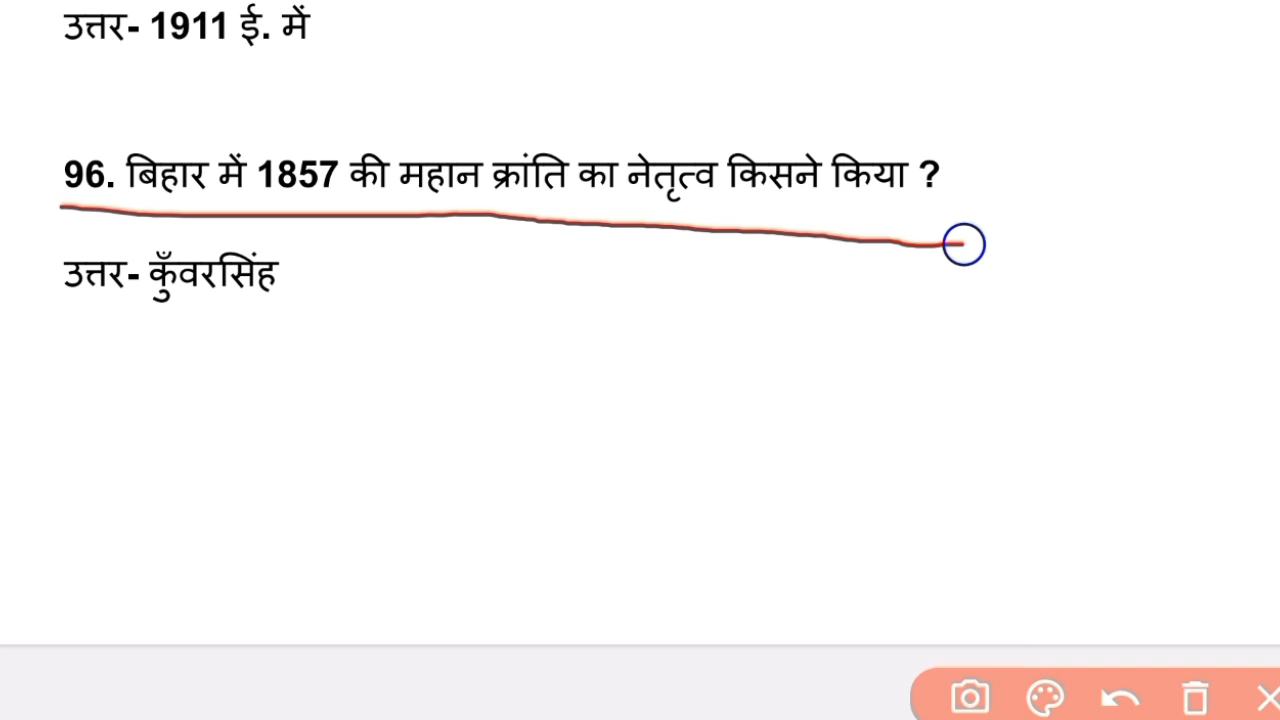 उत्तर- 1911 ई. में
96. बिहार में 1857 की महान क्रांति का नेतृत्व किसने किया ?
उत्तर- कुँवरसिंह